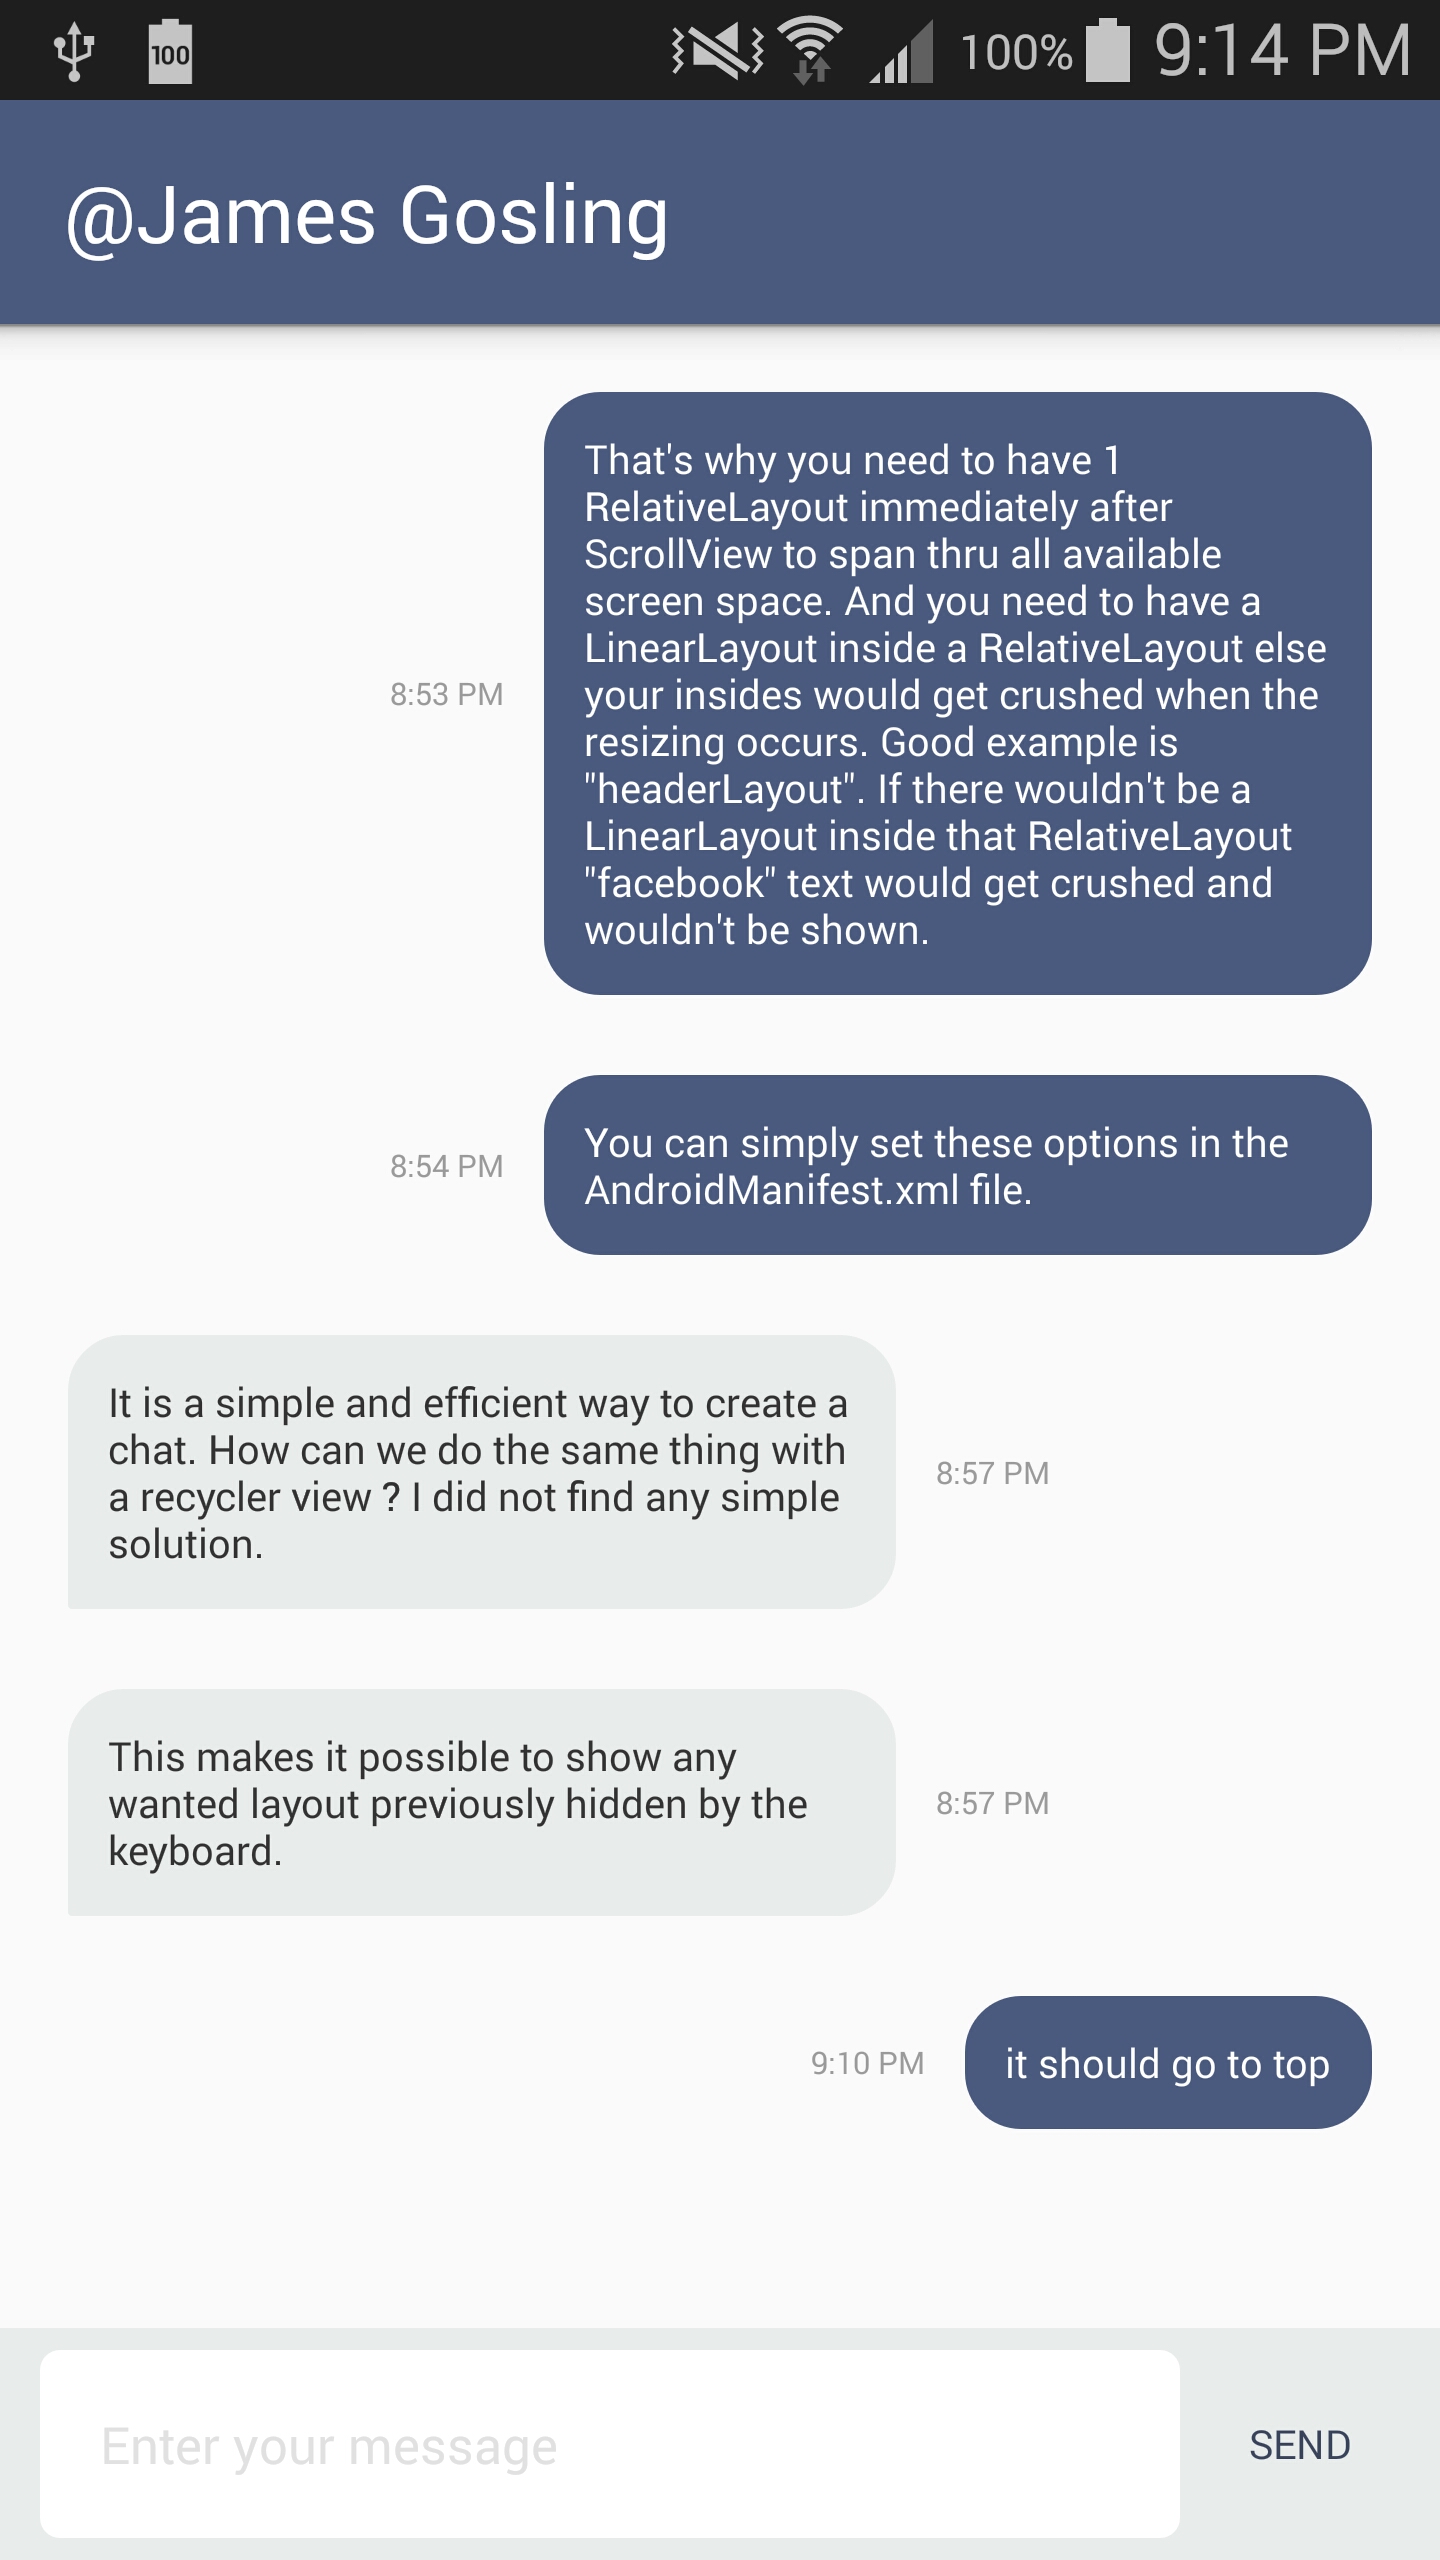 100
100%
9:14 PM
@James Gosling
That's why you need to have 1
RelativeLayout immediately after
ScrollView to span thru all available
screen space. And you need to have a
LinearLayout inside a RelativeLayout else
your insides would get crushed when the
resizing occurs. Good example is
"headerLayout". If there wouldn't be a
LinearLayout inside that RelativeLayout
"facebook" text would get crushed and
wouldn't be shown.
8:53 PM
You can simply set these options in the
AndroidManifest.xml file.
8:54 PM
It is a simple and efficient way to create a
chat. How can we do the same thing with
a recycler view ? I did not find any simple
solution.
8:57 PM
This makes it possible to show any
wanted layout previously hidden by the
keyboard.
8:57 PM
9:10 PM
it should go to top
Enter your message
SEND